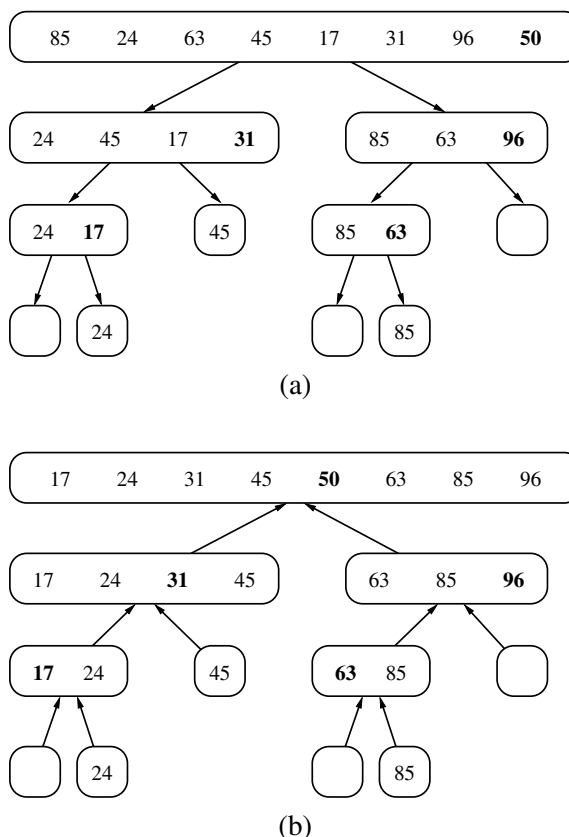 85 24 63 45 17 31 96 50
24 45 17 31 85 63 96
24 17 45 85 63
24 85
(a)
17 24 31 45 50 63 85 96
17 24 31 45 63 85 96
17 24 45 63 85
24 85
(b)